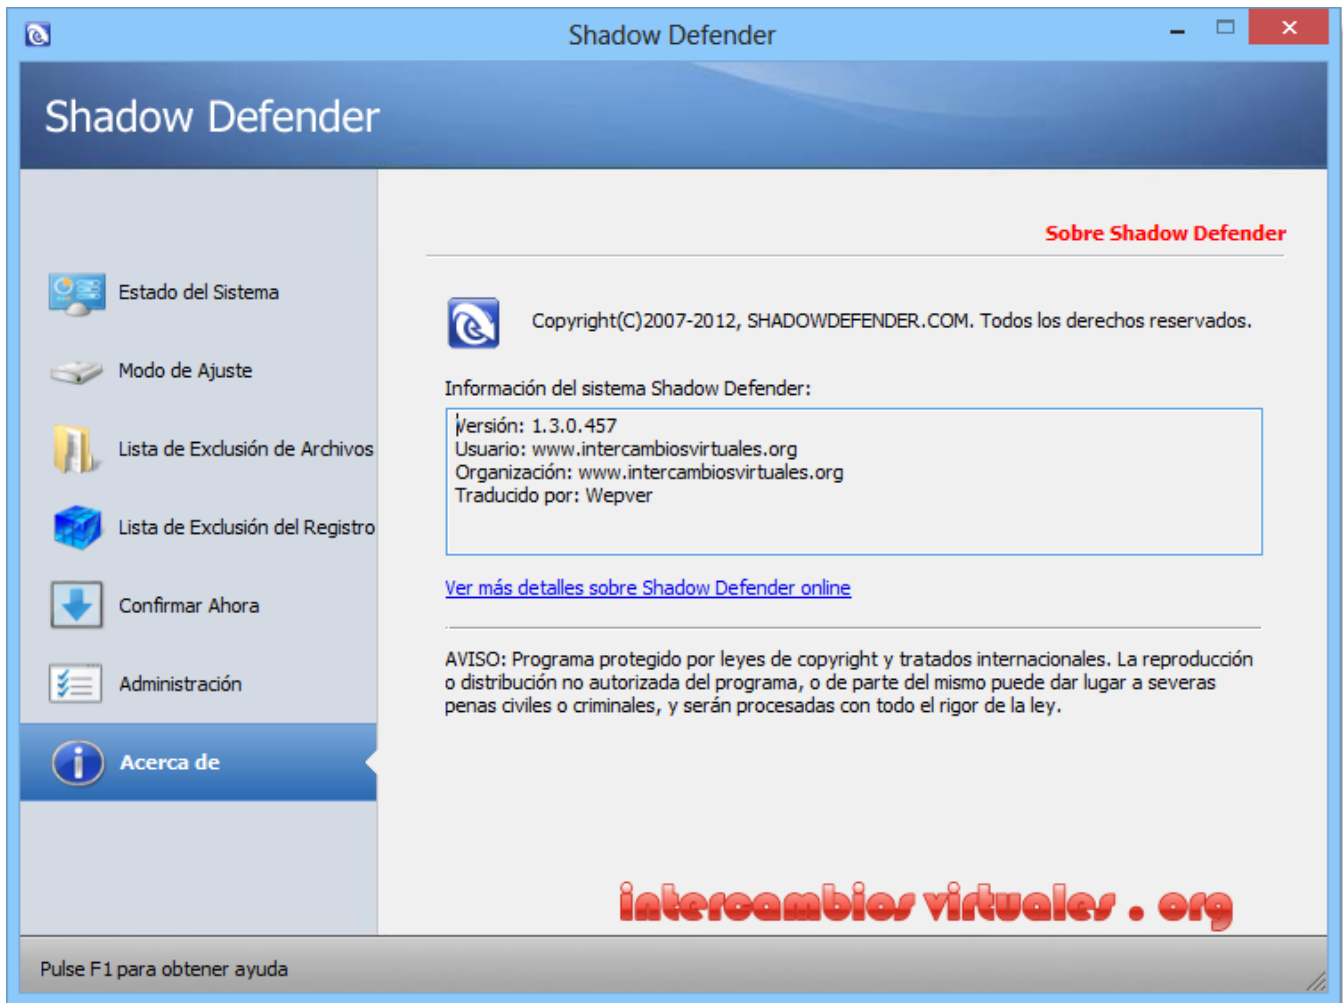 Shadow Defender
Shadow Defender
Estado del Sistema
Modo de Ajuste
Lista de Exclusión de Archivos
Lista de Exclusión del Registro
Confirmar Ahora
Administración
Acerca de
Sobre Shadow Defender
Copyright(C)2007-2012, SHADOWDEFENDER.COM. Todos los derechos reservados.
Información del sistema Shadow Defender:
Versión: 1.3.0.457
Usuario: www.intercambiosvirtuales.org
Organización: www.intercambiosvirtuales.org
Traducido por: Wepver
Ver más detalles sobre Shadow Defender online
AVISO: Programa protegido por leyes de copyright y tratados internacionales. La reproducción
o distribución no autorizada del programa, o de parte del mismo puede dar lugar a severas
penas civiles o criminales, y serán procesadas con todo el rigor de la ley.
intercambios virtuales . org
Pulse F1 para obtener ayuda